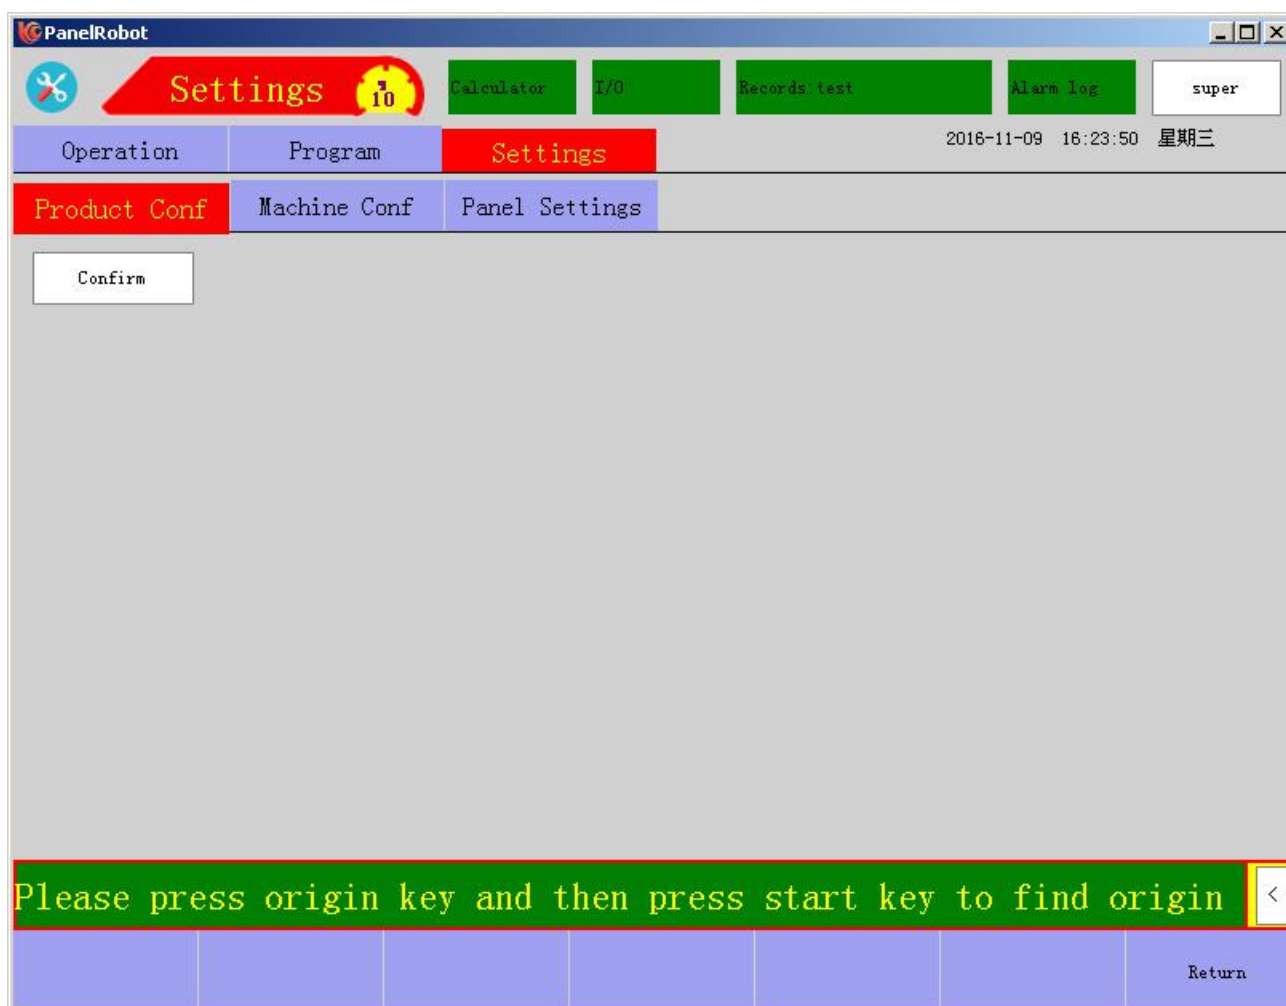 PanelRobot
Settings 10 Calculator I/O Records:test Alarm log super
Operation Program Settings 2016-11-09 16:23:50 星期三
Product Conf Machine Conf Panel Settings
Confirm
Please press origin key and then press start key to find origin <
Return